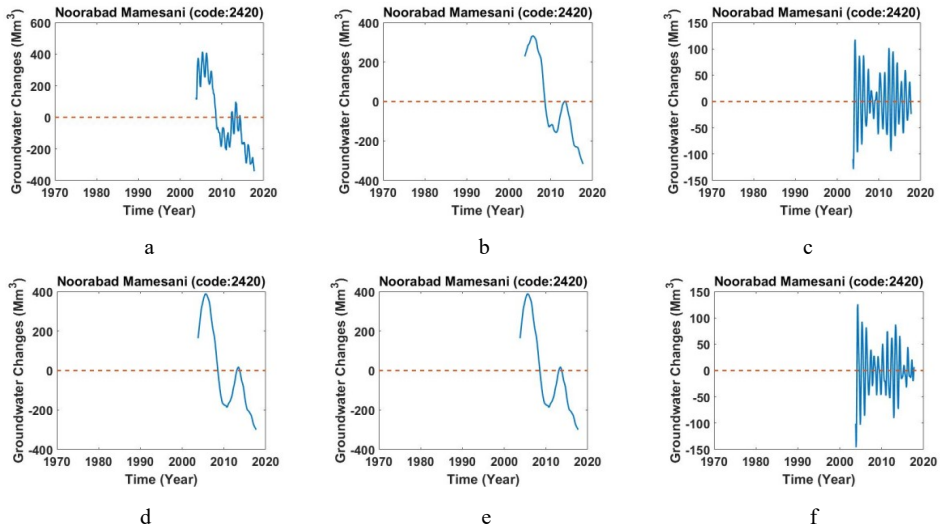 Noorabad Mamesani (code:2420)
Groundwater Changes (Mm³)
600
400
200
0
-200
-400
1970 1980 1990 2000 2010 2020
Time (Year)
a
Noorabad Mamesani (code:2420)
Groundwater Changes (Mm³)
400
200
0
-200
-400
1970 1980 1990 2000 2010 2020
Time (Year)
b
Noorabad Mamesani (code:2420)
Groundwater Changes (Mm³)
150
100
50
0
-50
-100
-150
1970 1980 1990 2000 2010 2020
Time (Year)
c
Noorabad Mamesani (code:2420)
Groundwater Changes (Mm³)
400
200
0
-200
-400
1970 1980 1990 2000 2010 2020
Time (Year)
d
Noorabad Mamesani (code:2420)
Groundwater Changes (Mm³)
400
200
0
-200
-400
1970 1980 1990 2000 2010 2020
Time (Year)
e
Noorabad Mamesani (code:2420)
Groundwater Changes (Mm³)
150
100
50
0
-50
-100
-150
1970 1980 1990 2000 2010 2020
Time (Year)
f